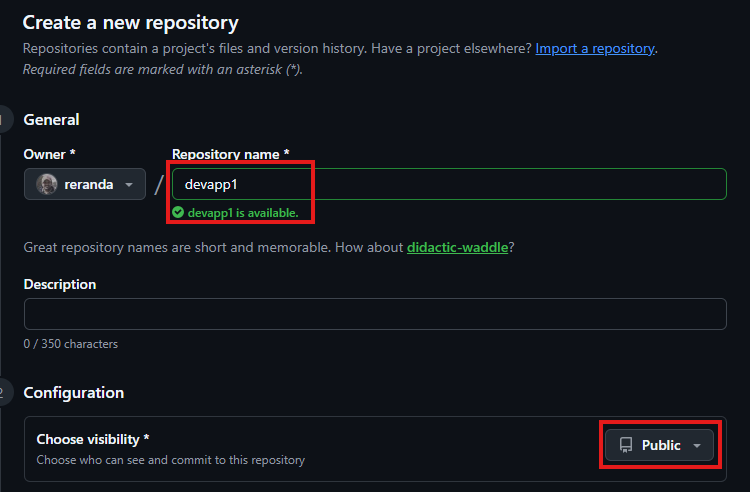 Create a new repository
Repositories contain a project's files and version history. Have a project elsewhere? Import a repository.
Required fields are marked with an asterisk (*).
1
General
Owner *
Repository name *
reranda
/
devapp1
devapp1 is available.
Great repository names are short and memorable. How about didactic-waddle?
Description
0 / 350 characters
2
Configuration
Choose visibility *
Public
Choose who can see and commit to this repository